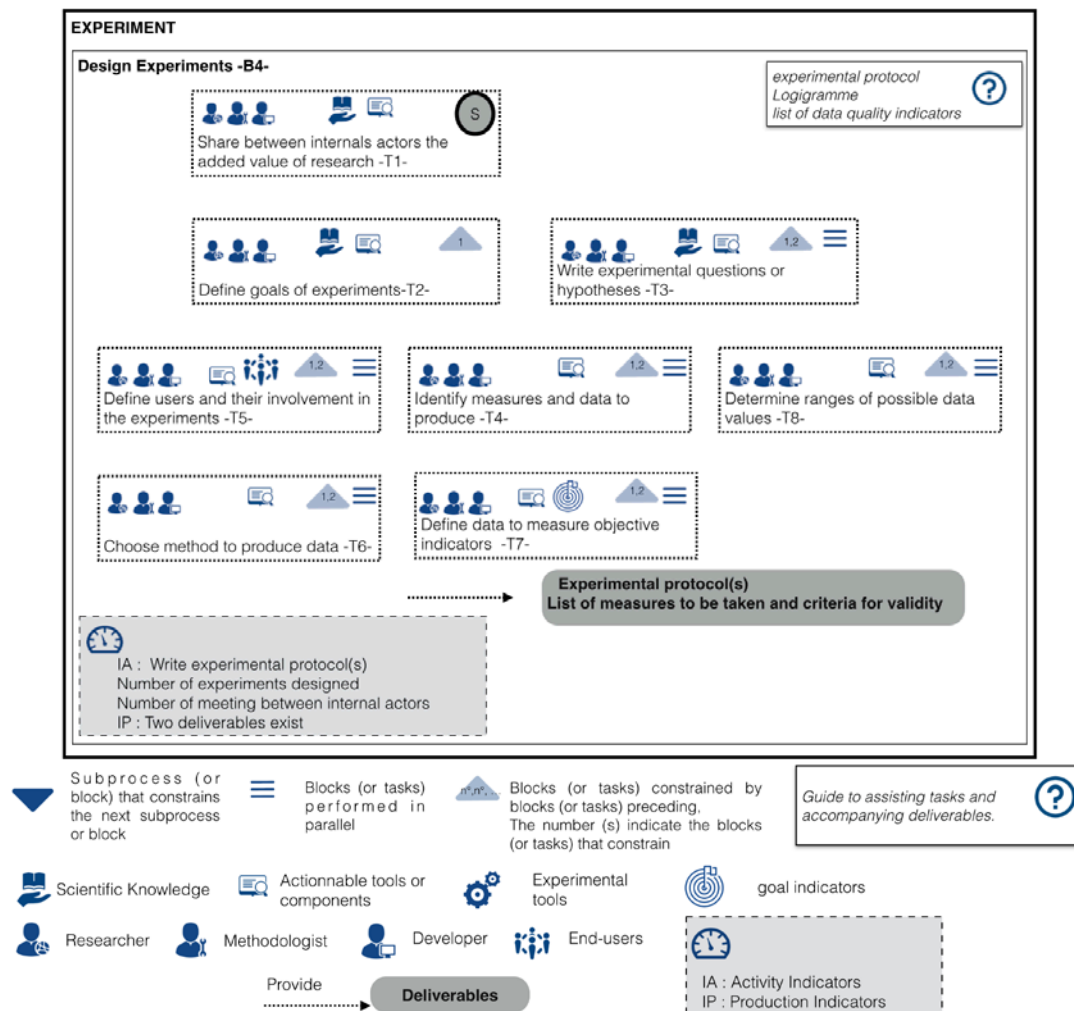 EXPERIMENT
Design Experiments -B4-
experimental protocol
Logigramme
list of data quality indicators
?
S
Share between internals actors the
added value of research -T1-
1
Define goals of experiments-T2-
1,2
Write experimental questions or
hypotheses -T3-
1,2
Define users and their involvement in
the experiments -T5-
1,2
Identify measures and data to
produce -T4-
1,2
Determine ranges of possible data
values -T8-
1,2
Choose method to produce data -T6-
1,2
Define data to measure objective
indicators -T7-
Experimental protocol(s)
List of measures to be taken and criteria for validity
IA : Write experimental protocol(s)
Number of experiments designed
Number of meeting between internal actors
IP : Two deliverables exist
Subprocess (or
block) that constrains
the next subprocess
or block
Blocks (or tasks)
performed in
parallel
n°,n°, ...
Blocks (or tasks) constrained by
blocks (or tasks) preceding.
The number (s) indicate the blocks
(or tasks) that constrain
Guide to assisting tasks and
accompanying deliverables.
?
Scientific Knowledge
Actionnable tools or
components
Experimental
tools
goal indicators
Researcher
Methodologist
Developer
End-users
Provide
Deliverables
IA : Activity Indicators
IP : Production Indicators